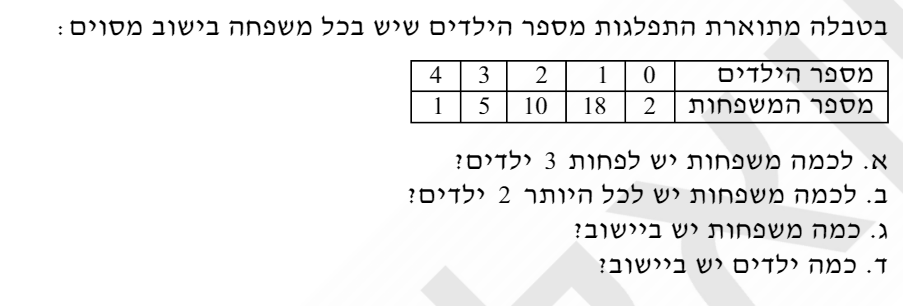 בטבלה מתוארת התפלגות מספר הילדים שיש בכל משפחה בישוב מסוים:
מספר הילדים 0 1 2 3 4
מספר המשפחות 2 18 10 5 1
א. לכמה משפחות יש לפחות 3 ילדים?
ב. לכמה משפחות יש לכל היותר 2 ילדים?
ג. כמה משפחות יש ביישוב?
ד. כמה ילדים יש ביישוב?